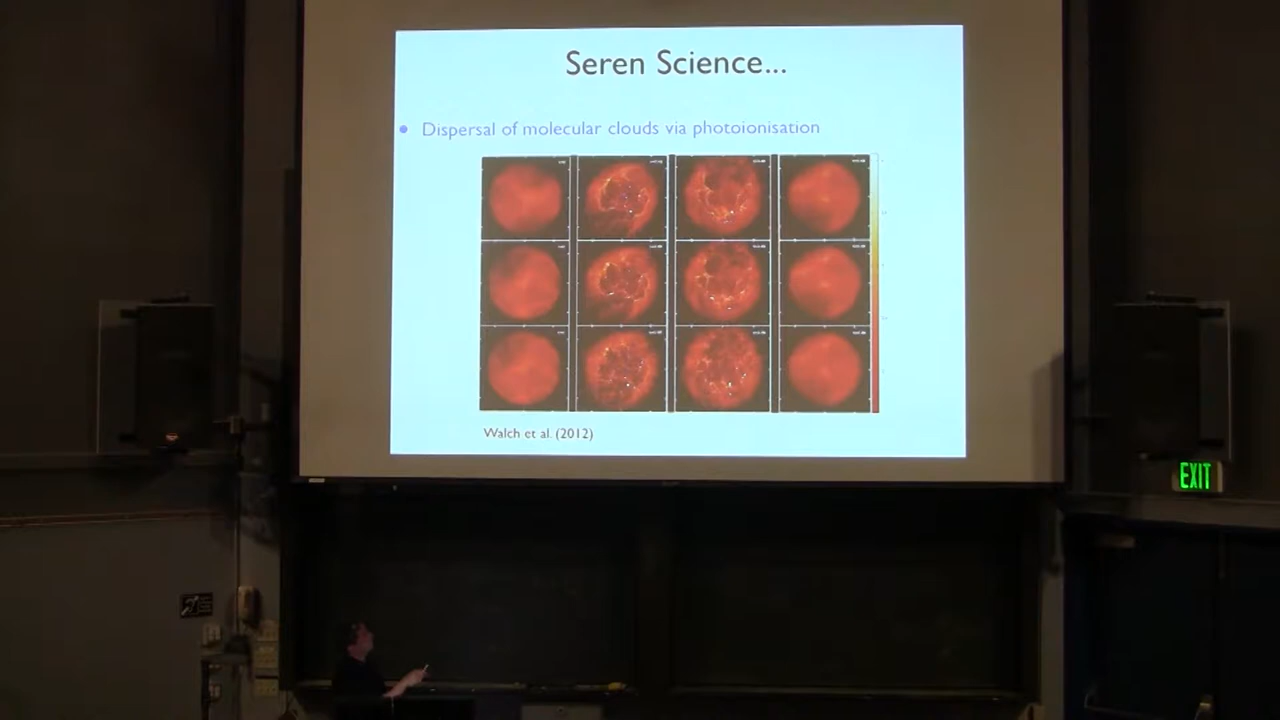 Seren Science...
• Dispersal of molecular clouds via photoionisation
Walch et al. (2012)
EXIT